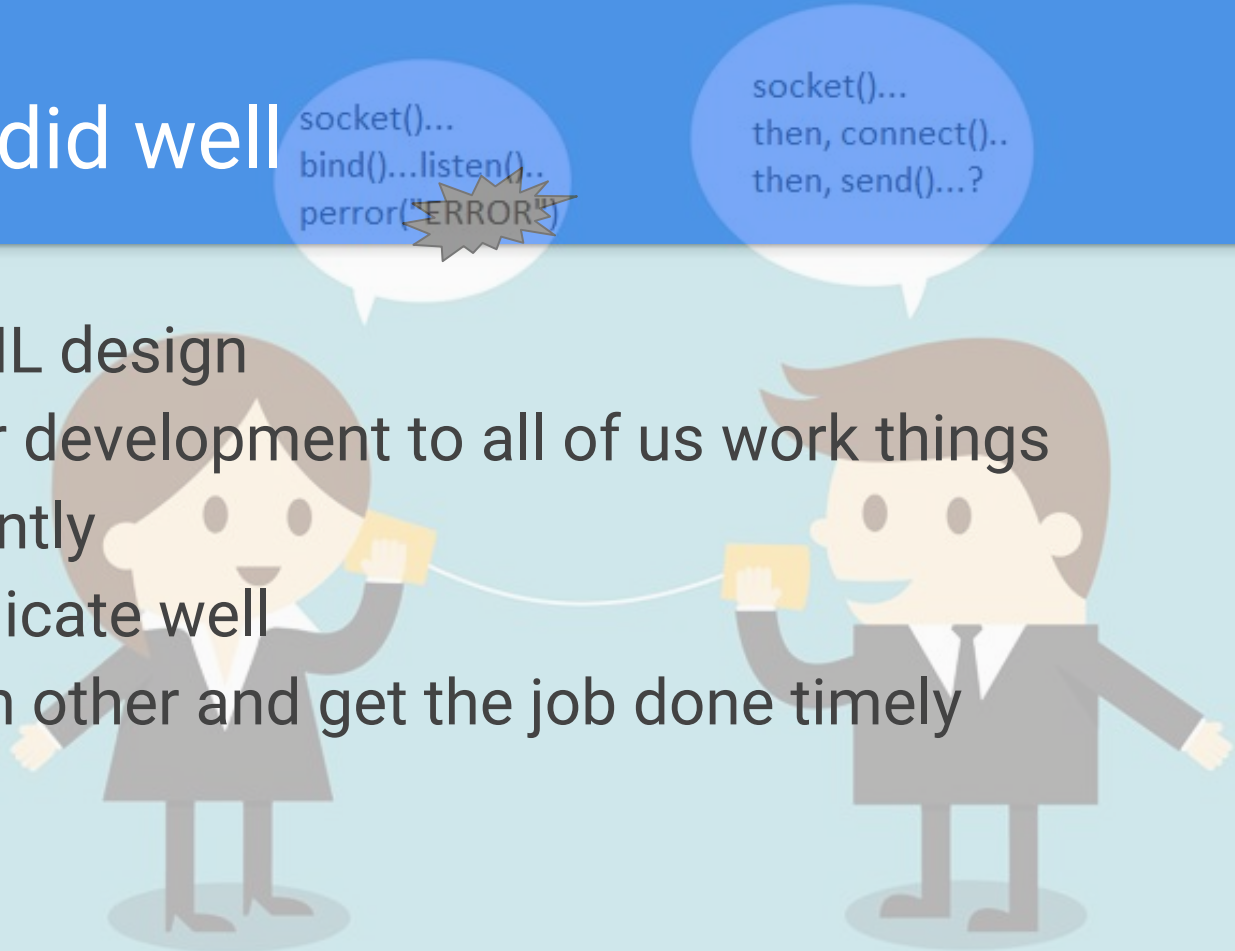 did well
socket()...
bind()...listen()..
perror("ERROR")
socket()...
then, connect()..
then, send()...?
IL design
r development to all of us work things
ntly
icate well
n other and get the job done timely